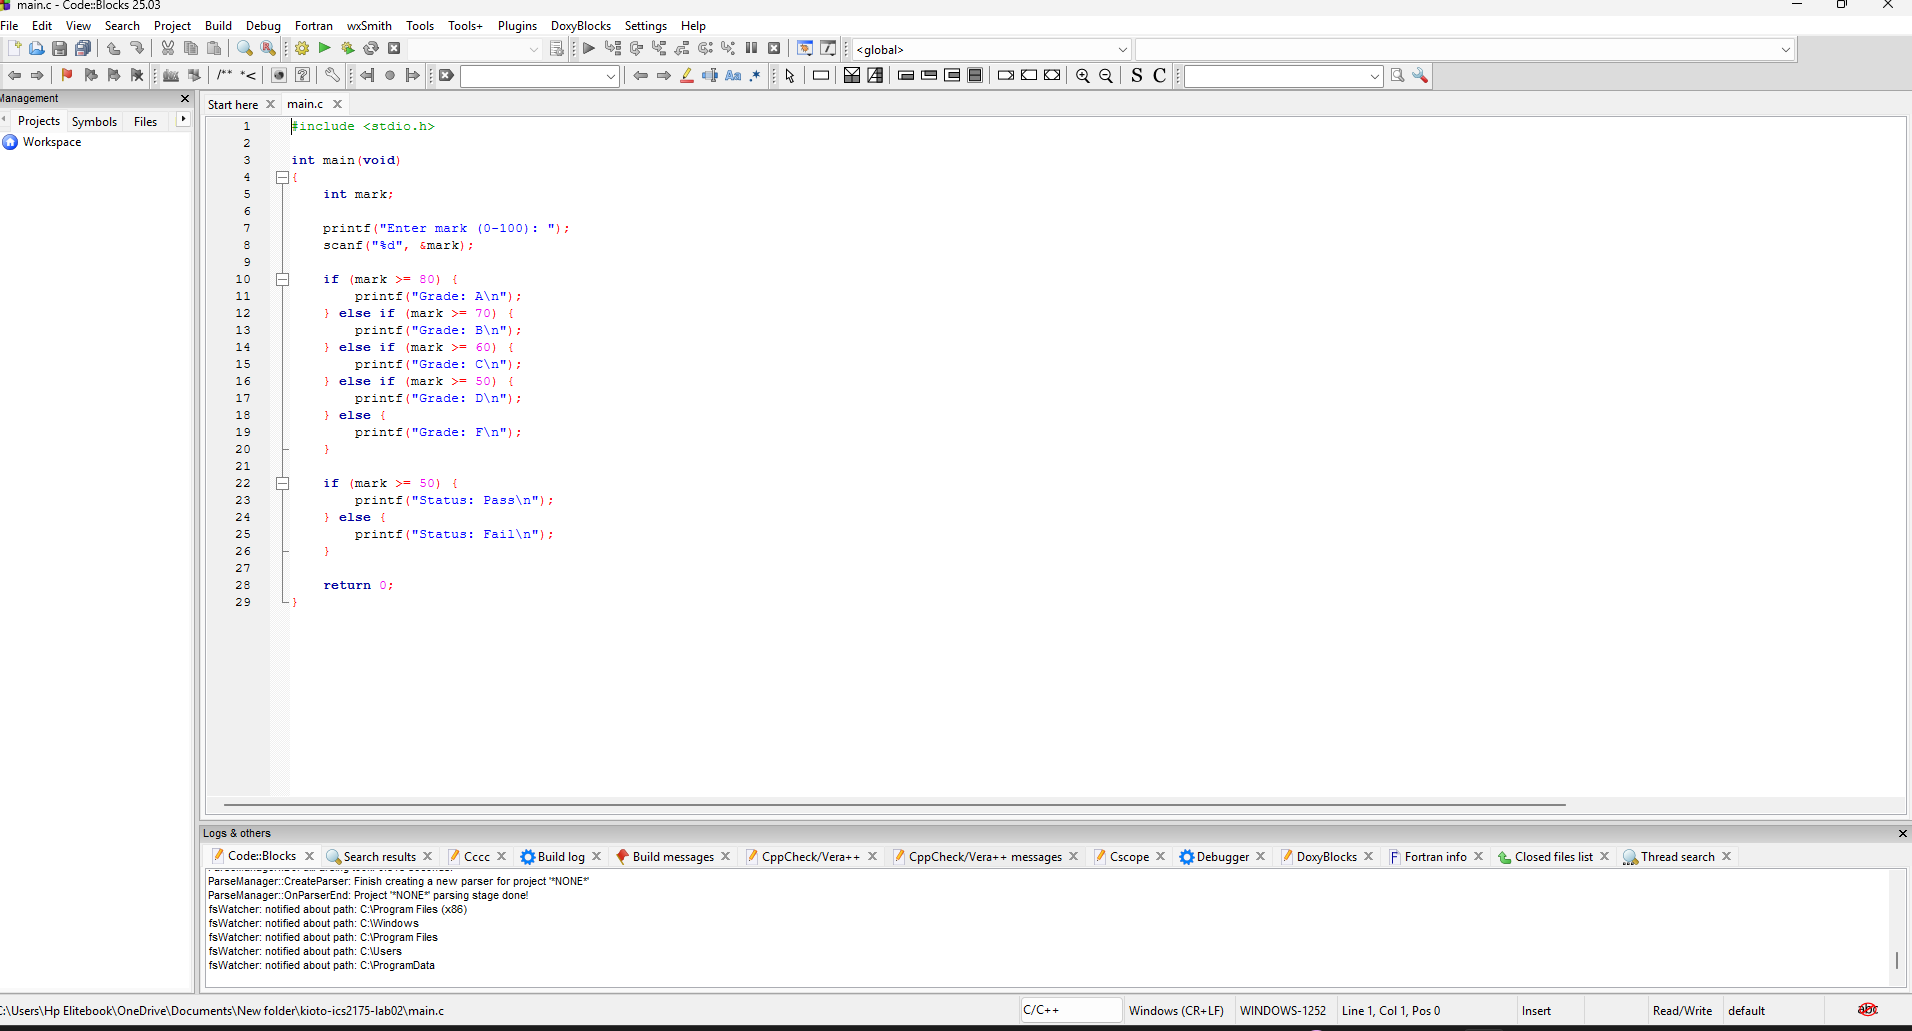 main.c - Code::Blocks 25.03
File Edit View Search Project Build Debug Fortran wxSmith Tools Tools+ Plugins DoxyBlocks Settings Help
<global>
/** *<
Aa .*
S C
Management
Projects Symbols Files
Workspace
Start here main.c
1 #include <stdio.h>
2
3 int main(void)
4 {
5 int mark;
6
7 printf("Enter mark (0-100): ");
8 scanf("%d", &mark);
9
10 if (mark >= 80) {
11 printf("Grade: A\n");
12 } else if (mark >= 70) {
13 printf("Grade: B\n");
14 } else if (mark >= 60) {
15 printf("Grade: C\n");
16 } else if (mark >= 50) {
17 printf("Grade: D\n");
18 } else {
19 printf("Grade: F\n");
20 }
21
22 if (mark >= 50) {
23 printf("Status: Pass\n");
24 } else {
25 printf("Status: Fail\n");
26 }
27
28 return 0;
29 }
Logs & others
Code::Blocks Search results Cccc Build log Build messages CppCheck/Vera++ CppCheck/Vera++ messages Cscope Debugger DoxyBlocks Fortran info Closed files list Thread search
ParseManager::CreateParser: Finish creating a new parser for project '*NONE*'
ParseManager::OnParserEnd: Project '*NONE*' parsing stage done!
fsWatcher: notified about path: C:\Program Files (x86)
fsWatcher: notified about path: C:\Windows
fsWatcher: notified about path: C:\Program Files
fsWatcher: notified about path: C:\Users
fsWatcher: notified about path: C:\ProgramData
C:\Users\Hp Elitebook\OneDrive\Documents\New folder\kioto-ics2175-lab02\main.c C/C++ Windows (CR+LF) WINDOWS-1252 Line 1, Col 1, Pos 0 Insert Read/Write default abc